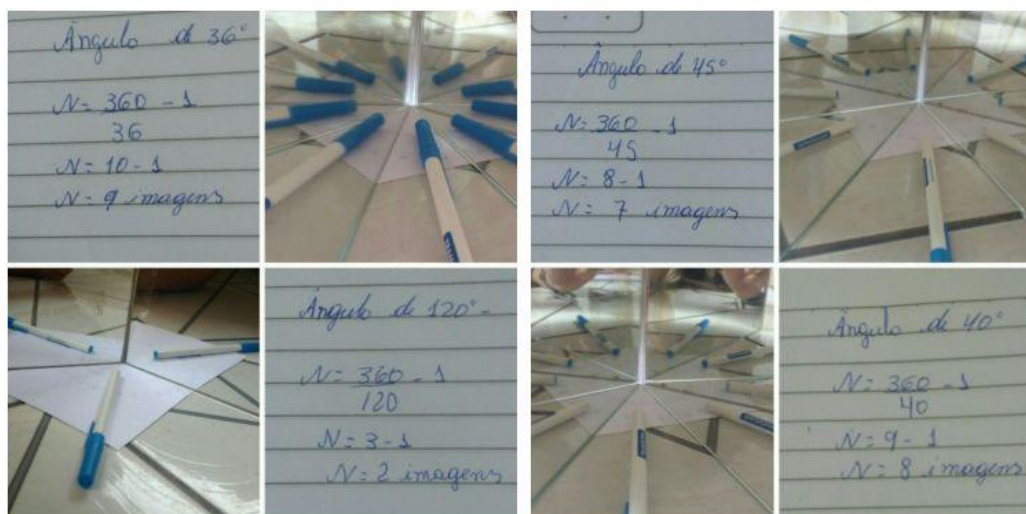 Ângulo de 36°
N = 360 - 1
36
N = 10 - 1
N = 9 imagens
Ângulo de 45°
N = 360 - 1
45
N = 8 - 1
N = 7 imagens
Ângulo de 120° -
N = 360 - 1
120
N = 3 - 1
N = 2 imagens
Ângulo de 40°
N = 360 - 1
40
N = 9 - 1
N = 8 imagens